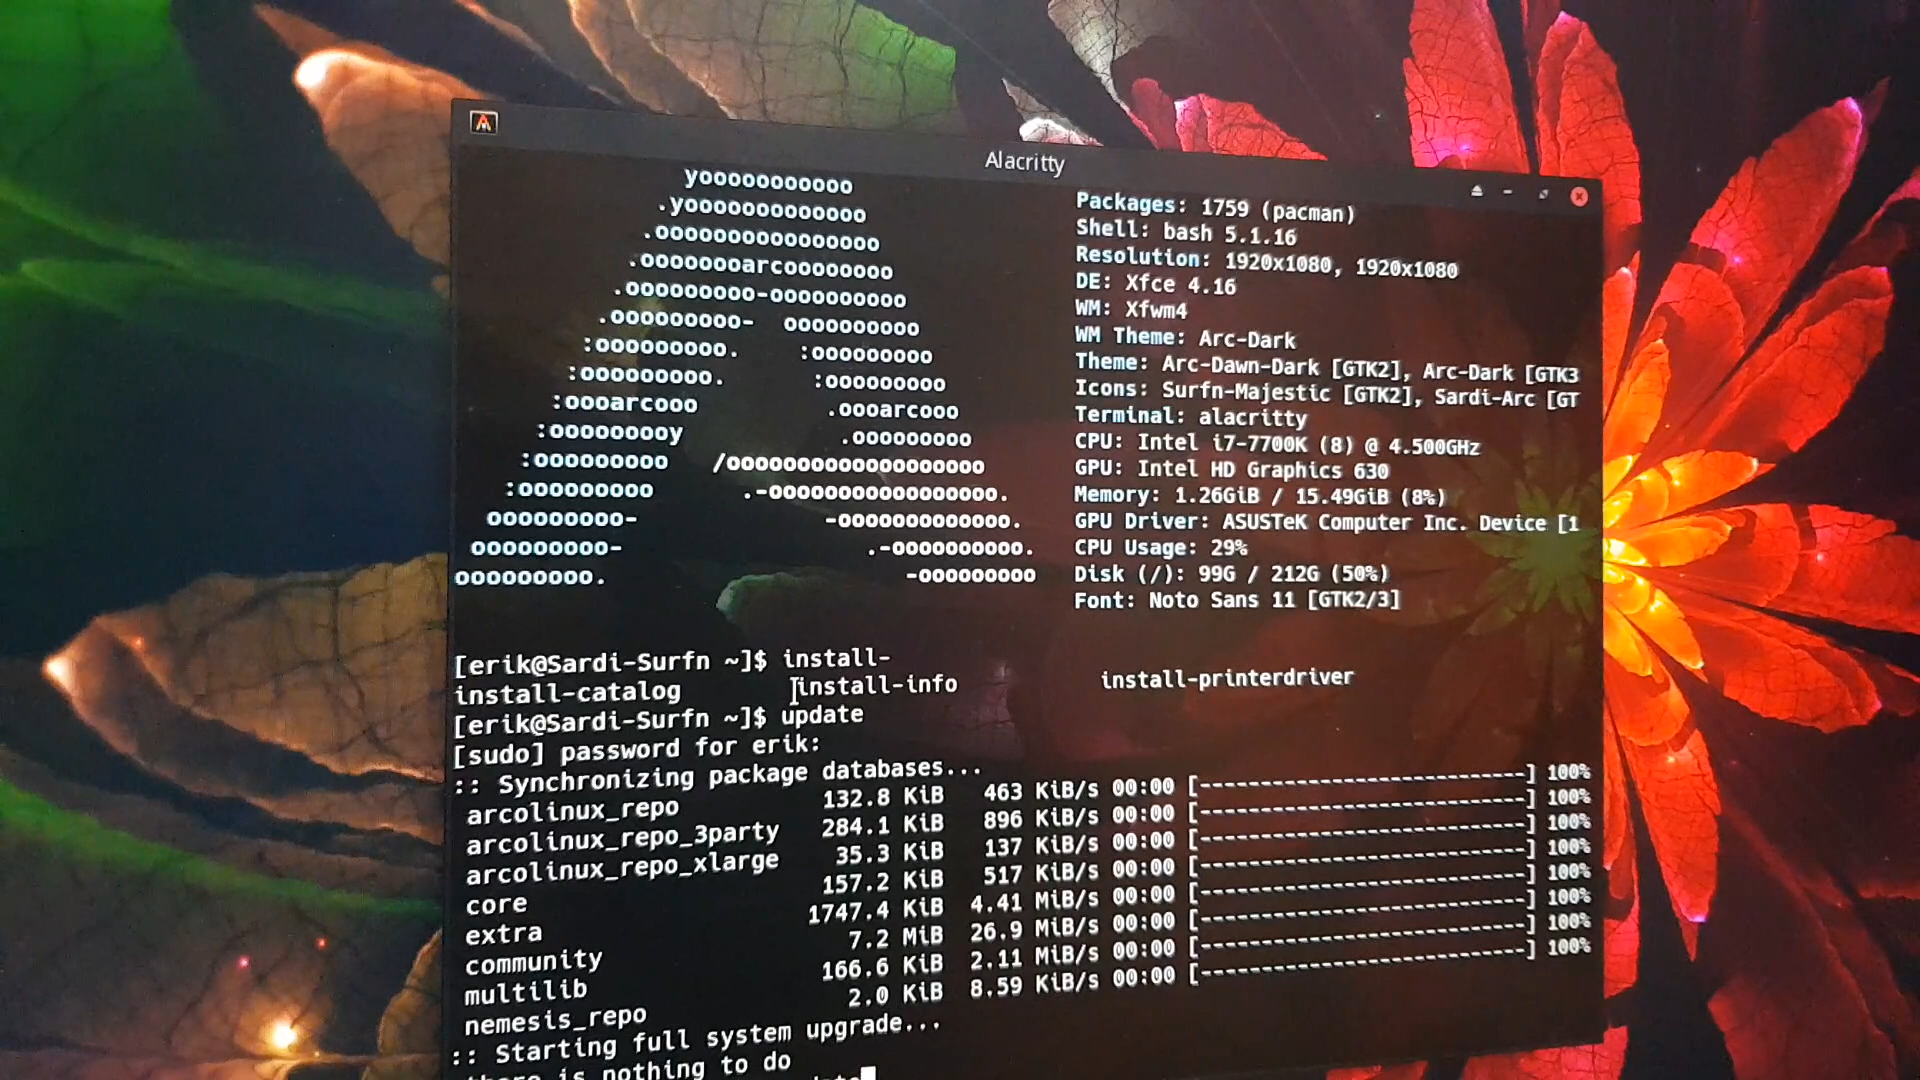 Alacritty
yooooooooooo
.yoooooooooooooo
.oooooooooooooooo
.ooooooooarcoooooooo
.ooooooooo-oooooooooo
.ooooooooo- oooooooooo
:ooooooooo. :ooooooooo
:ooooooooo. :ooooooooo
:oooarcooo .oooarcooo
:ooooooooy .ooooooooo
:ooooooooo /oooooooooooooooooo
:ooooooooo .-oooooooooooooooo.
ooooooooo- -ooooooooooooo.
ooooooooo- .-oooooooooo.
ooooooooo. -ooooooooo
Packages: 1759 (pacman)
Shell: bash 5.1.16
Resolution: 1920x1080, 1920x1080
DE: Xfce 4.16
WM: Xfwm4
WM Theme: Arc-Dark
Theme: Arc-Dawn-Dark [GTK2], Arc-Dark [GTK3
Icons: Surfn-Majestic [GTK2], Sardi-Arc [GT
Terminal: alacritty
CPU: Intel i7-7700K (8) @ 4.500GHz
GPU: Intel HD Graphics 630
Memory: 1.26GiB / 15.49GiB (8%)
GPU Driver: ASUSTeK Computer Inc. Device [1
CPU Usage: 29%
Disk (/): 99G / 212G (50%)
Font: Noto Sans 11 [GTK2/3]
[erik@Sardi-Surfn ~]$ install-
install-catalog install-info install-printerdriver
[erik@Sardi-Surfn ~]$ update
[sudo] password for erik:
:: Synchronizing package databases...
arcolinux_repo 132.8 KiB 463 KiB/s 00:00 [--------------------------] 100%
arcolinux_repo_3party 284.1 KiB 896 KiB/s 00:00 [--------------------------] 100%
arcolinux_repo_xlarge 35.3 KiB 137 KiB/s 00:00 [--------------------------] 100%
core 157.2 KiB 517 KiB/s 00:00 [--------------------------] 100%
extra 1747.4 KiB 4.41 MiB/s 00:00 [--------------------------] 100%
community 7.2 MiB 26.9 MiB/s 00:00 [--------------------------] 100%
multilib 166.6 KiB 2.11 MiB/s 00:00 [--------------------------] 100%
nemesis_repo 2.0 KiB 8.59 KiB/s 00:00 [--------------------------] 100%
:: Starting full system upgrade...
there is nothing to do